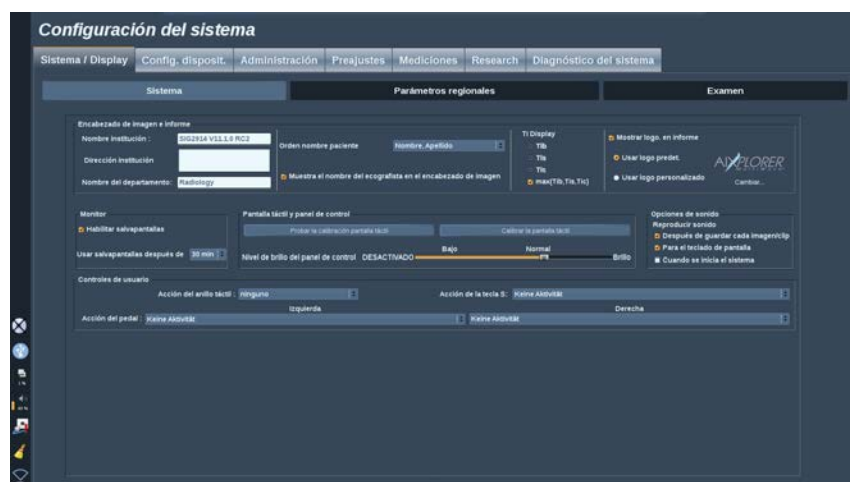 Configuración del sistema
Sistema / Display Config. disposit. Administración Preajustes Mediciones Research Diagnóstico del sistema
Sistema Parámetros regionales Examen
Encabezado de imagen e informe
Nombre institución : SIG2914 V11.1.0 RC2
Dirección institución
Nombre del departamento: Radiology
Orden nombre paciente Nombre, Apellido
Muestra el nombre del ecografista en el encabezado de imagen
TI Display
Tib
Tis
max(Tib,Tis,Tic)
Mostrar logo. en informe
Usar logo predet.
Usar logo personalizado
AIXPLORER
Cambiar...
Monitor
Habilitar salvapantallas
Usar salvapantallas después de 30 min
Pantalla táctil y panel de control
Probar la calibración pantalla táctil Calibrar la pantalla táctil
Bajo Normal
Nivel de brillo del panel de control DESACTIVADO Brillo
Opciones de sonido
Reproducir sonido
Después de guardar cada imagen/clip
Para el teclado de pantalla
Cuando se inicia el sistema
Controles de usuario
Acción del anillo táctil : ninguno Acción de la tecla S: Keine Aktivität
Izquierda Derecha
Acción del pedal : Keine Aktivität Keine Aktivität